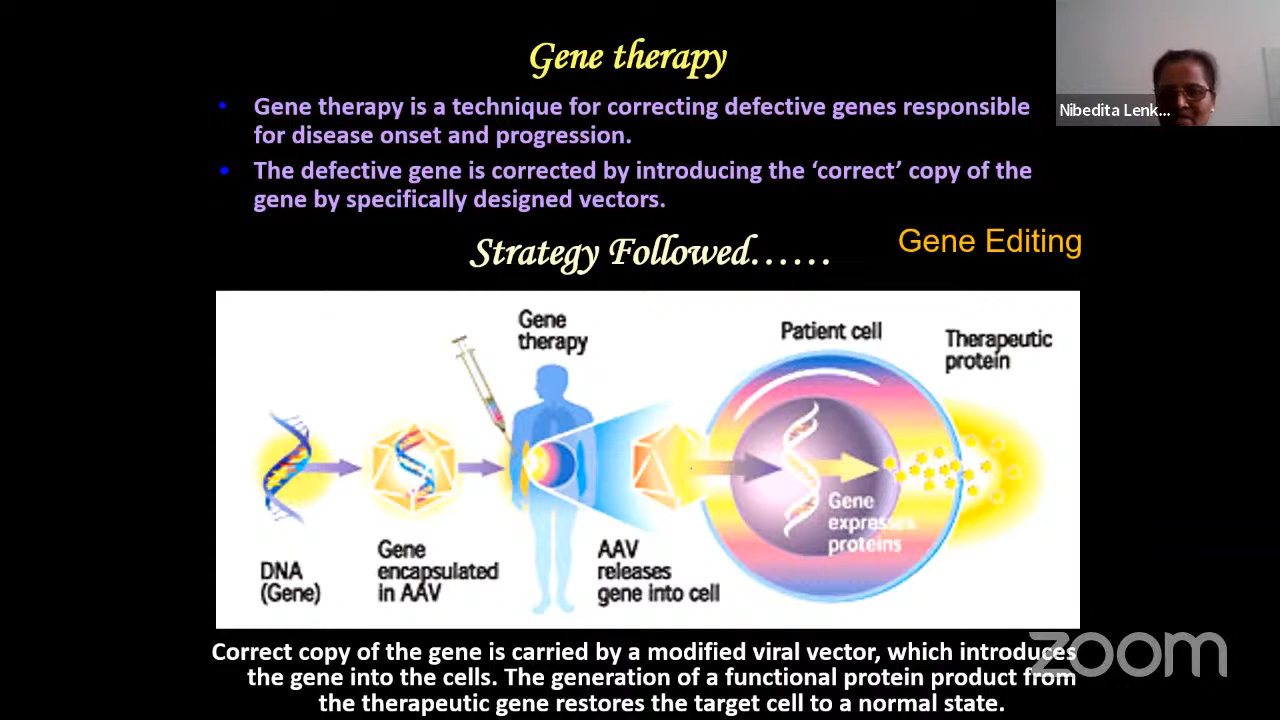 Gene therapy
Nibedita Lenk...
• Gene therapy is a technique for correcting defective genes responsible
for disease onset and progression.
• The defective gene is corrected by introducing the ‘correct’ copy of the
gene by specifically designed vectors.
Strategy Followed……
Gene Editing
Gene
therapy
Patient cell
Therapeutic
protein
Gene
expresses
proteins
DNA
(Gene)
Gene
encapsulated
in AAV
AAV
releases
gene into cell
Correct copy of the gene is carried by a modified viral vector, which introduces
the gene into the cells. The generation of a functional protein product from
the therapeutic gene restores the target cell to a normal state.
zoom